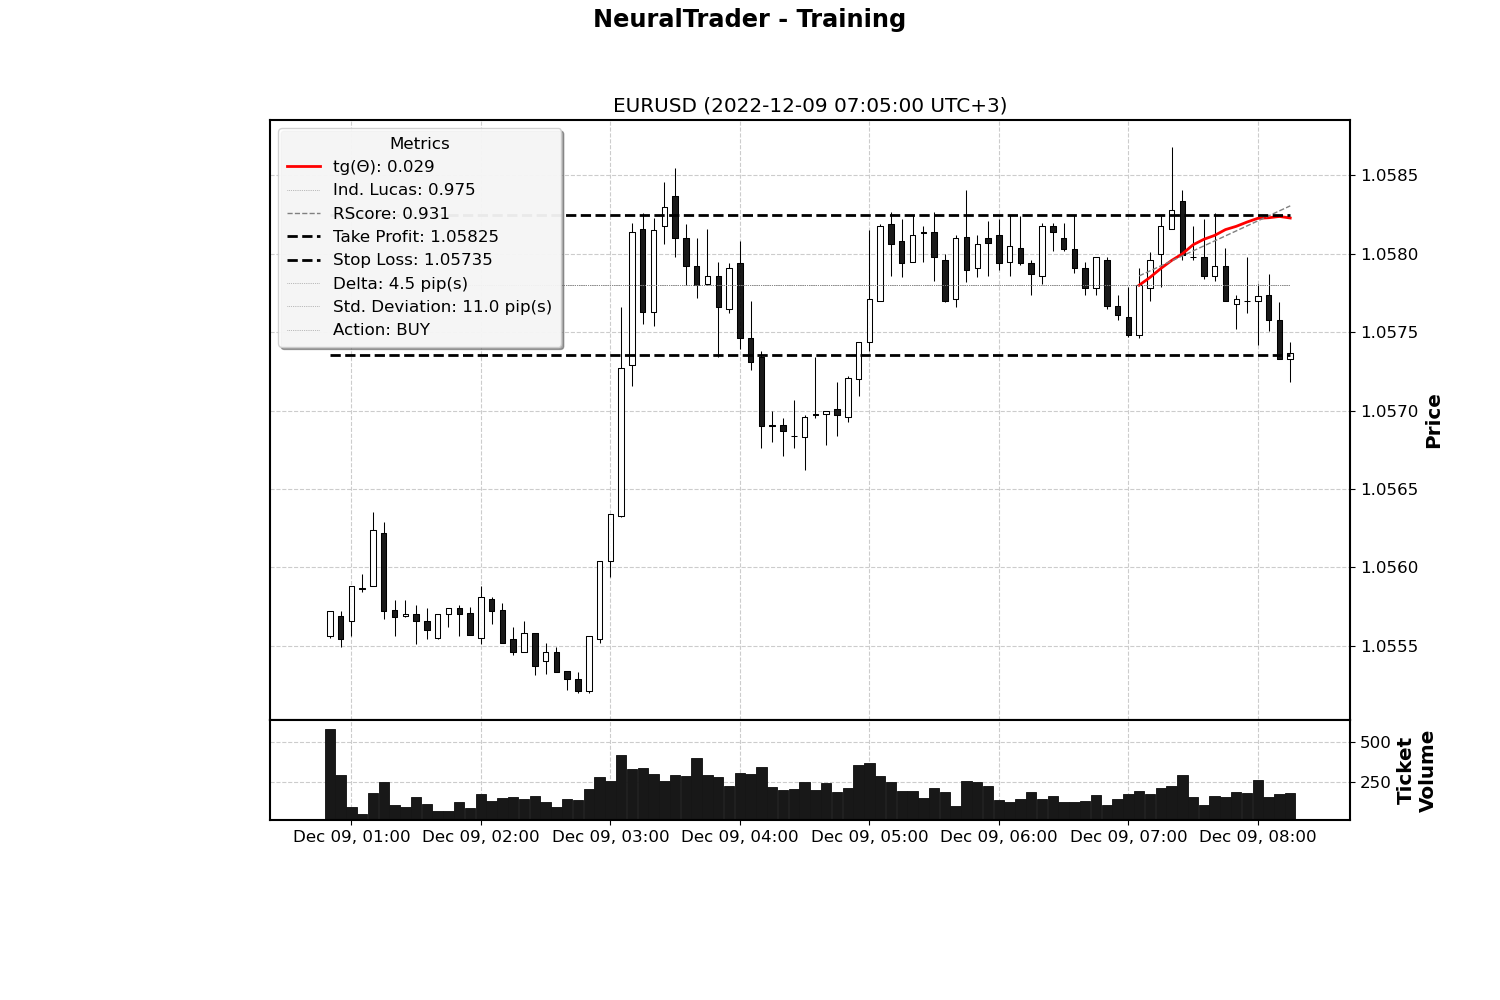 NeuralTrader - Training
EURUSD (2022-12-09 07:05:00 UTC+3)
Metrics
tg(Θ): 0.029
Ind. Lucas: 0.975
RScore: 0.931
Take Profit: 1.05825
Stop Loss: 1.05735
Delta: 4.5 pip(s)
Std. Deviation: 11.0 pip(s)
Action: BUY
1.0585
1.0580
1.0575
1.0570
1.0565
1.0560
1.0555
Price
500
250
Ticket
Volume
Dec 09, 01:00 Dec 09, 02:00 Dec 09, 03:00 Dec 09, 04:00 Dec 09, 05:00 Dec 09, 06:00 Dec 09, 07:00 Dec 09, 08:00